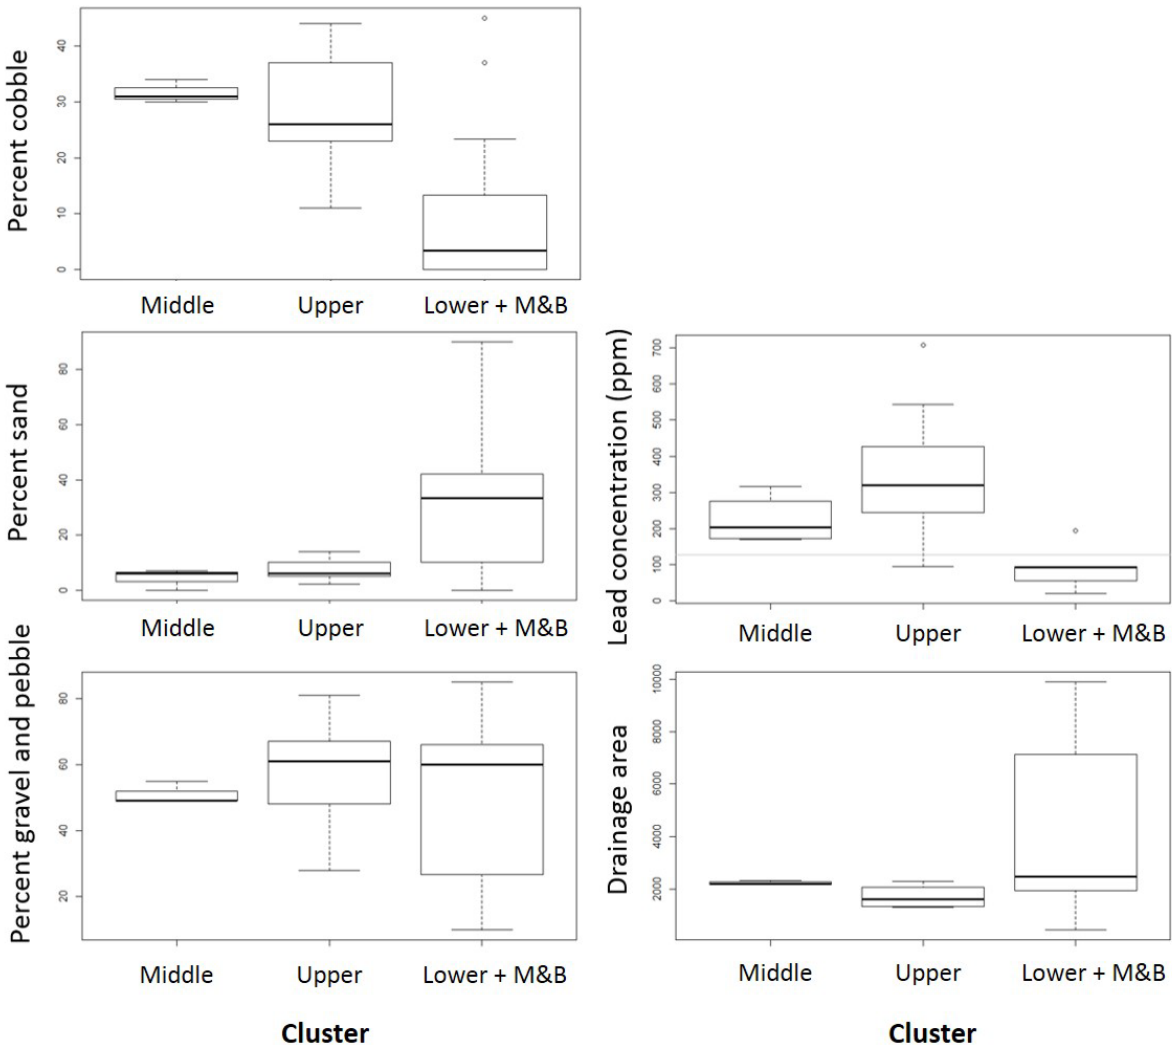 Percent cobble
40
30
20
10
0
Middle Upper Lower + M&B
Percent sand
80
60
40
20
0
Middle Upper Lower + M&B
Lead concentration (ppm)
700
600
500
400
300
200
100
0
Middle Upper Lower + M&B
Percent gravel and pebble
80
60
40
20
Middle Upper Lower + M&B
Cluster
Drainage area
10000
8000
6000
4000
2000
Middle Upper Lower + M&B
Cluster